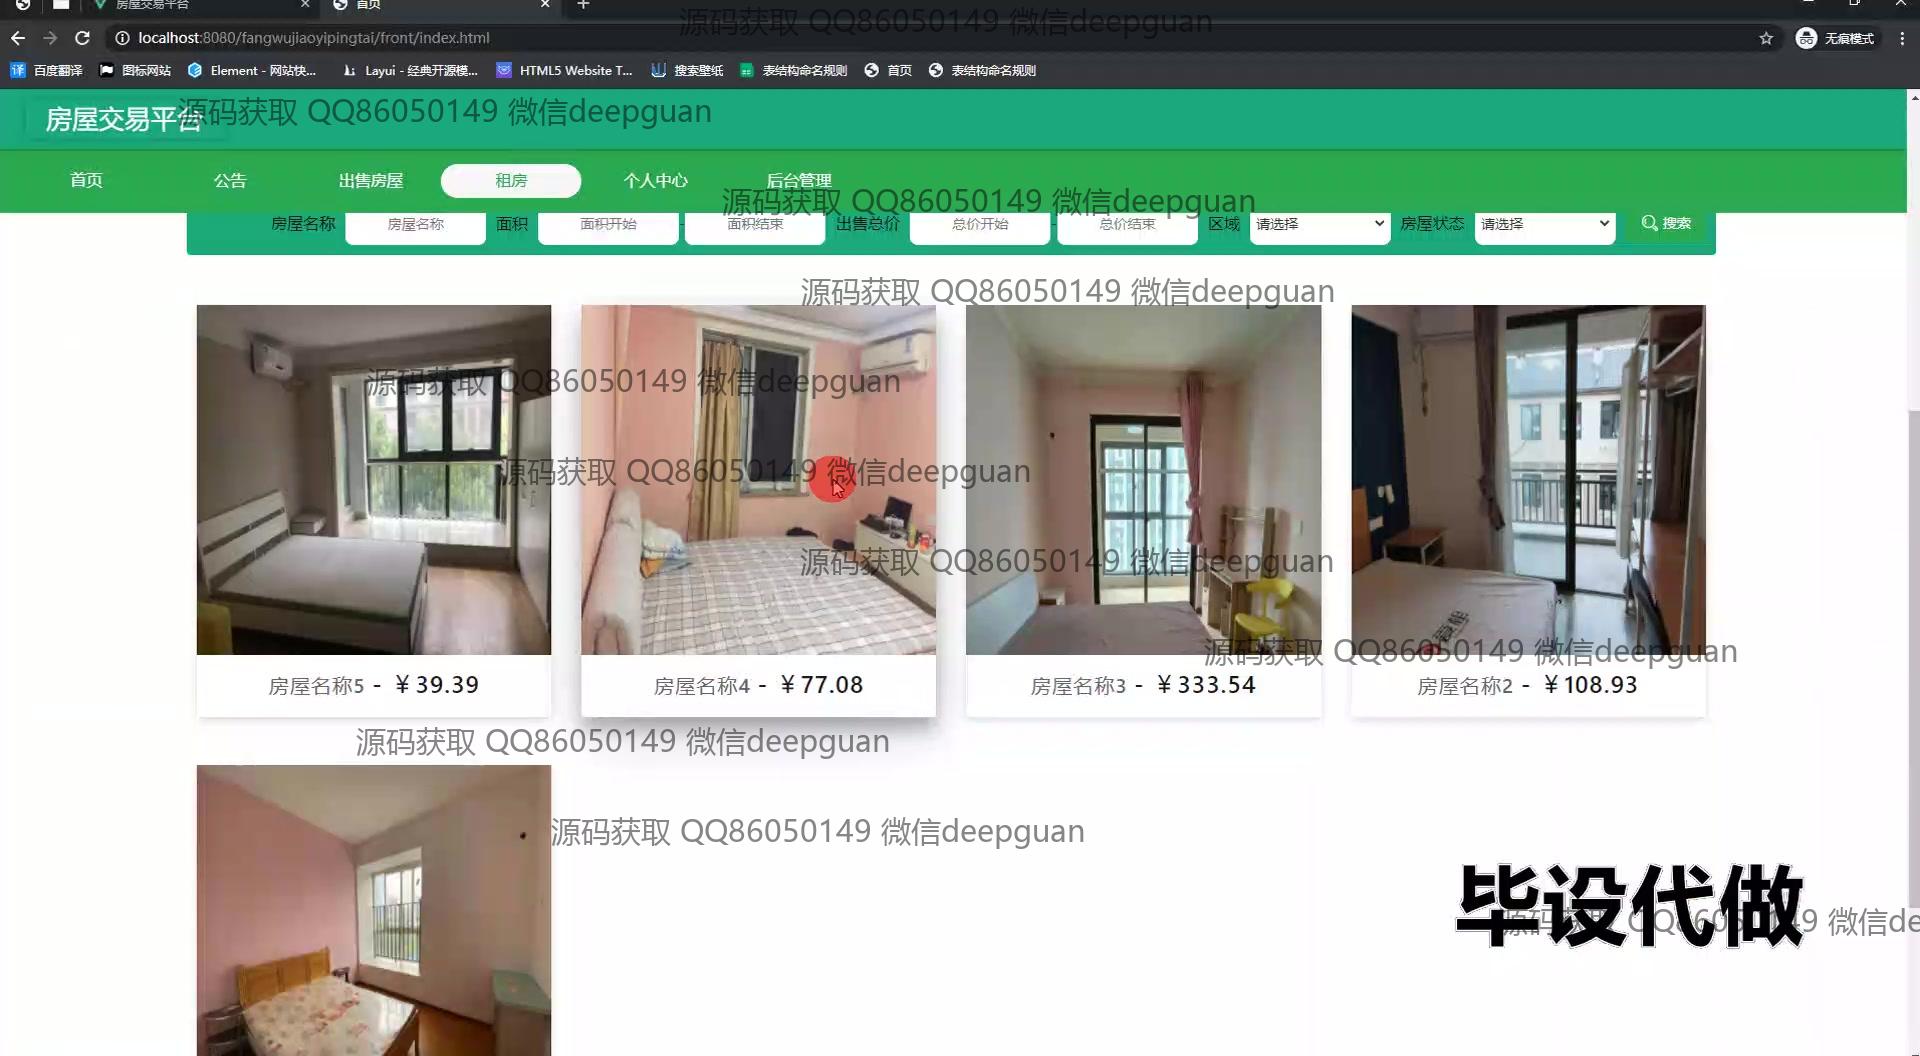 房屋交易平台
首页
源码获取 QQ86050149 微信deepguan
localhost:8080/fangwujiaoyipingtai/front/index.html
无痕模式
百度翻译
图标网站
Element - 网站快...
Layui - 经典开源模...
HTML5 Website T...
搜索壁纸
表结构命名规则
首页
表结构命名规则
房屋交易平台
源码获取 QQ86050149 微信deepguan
首页
公告
出售房屋
租房
个人中心
后台管理
源码获取 QQ86050149 微信deepguan
房屋名称
房屋名称
面积
面积开始
-
面积结束
出售总价
总价开始
-
总价结束
区域
请选择
房屋状态
请选择
搜索
源码获取 QQ86050149 微信deepguan
源码获取 QQ86050149 微信deepguan
源码获取 QQ86050149 微信deepguan
源码获取 QQ86050149 微信deepguan
源码获取 QQ86050149 微信deepguan
房屋名称5 - ￥39.39
房屋名称4 - ￥77.08
房屋名称3 - ￥333.54
房屋名称2 - ￥108.93
源码获取 QQ86050149 微信deepguan
源码获取 QQ86050149 微信deepguan
毕设代做
源码获取 QQ86050149 微信de